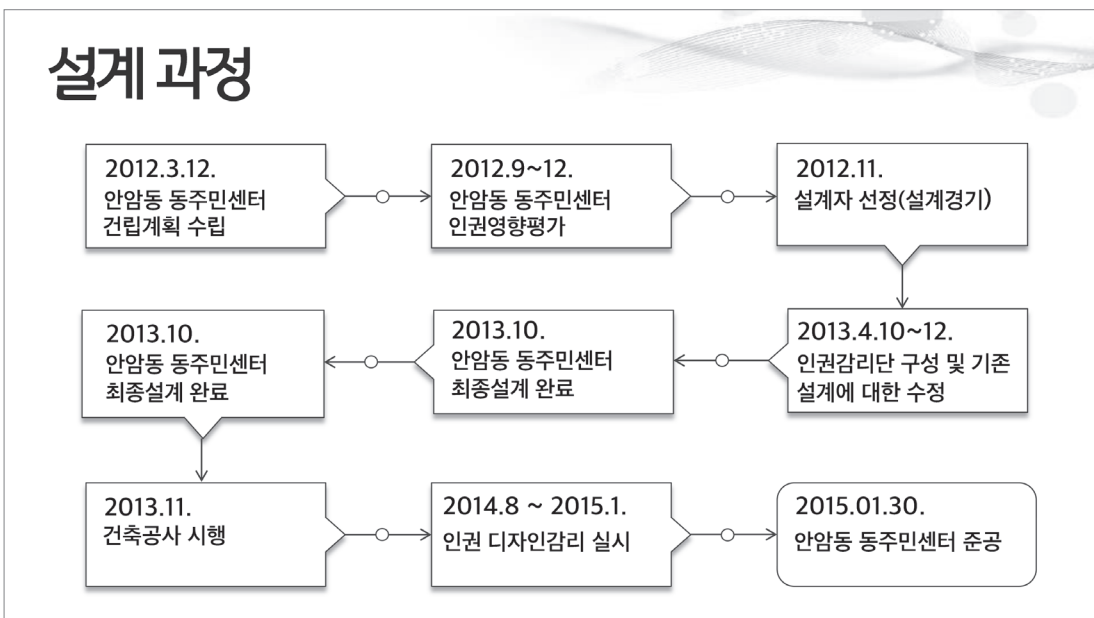 설계 과정
2012.3.12.
안암동 동주민센터
건립계획 수립
2012.9~12.
안암동 동주민센터
인권영향평가
2012.11.
설계자 선정(설계경기)
2013.4.10~12.
인권감리단 구성 및 기존
설계에 대한 수정
2013.10.
안암동 동주민센터
최종설계 완료
2013.10.
안암동 동주민센터
최종설계 완료
2013.11.
건축공사 시행
2014.8 ~ 2015.1.
인권 디자인감리 실시
2015.01.30.
안암동 동주민센터 준공